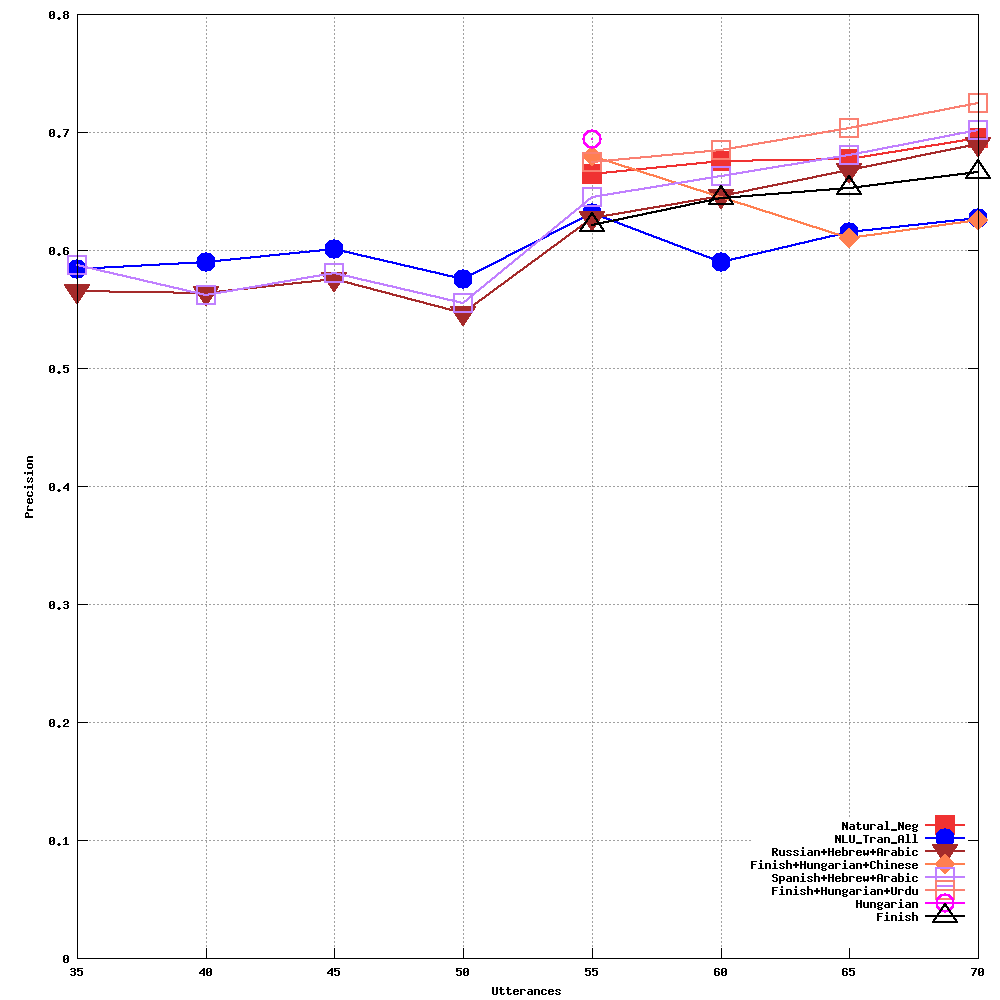 0.8
0.7
0.6
0.5
0.4
0.3
0.2
0.1
0
Precision
Natural_Neg
NLU_Tran_All
Russian+Hebrew+Arabic
Finish+Hungarian+Chinese
Spanish+Hebrew+Arabic
Finish+Hungarian+Urdu
Hungarian
Finish
35 40 45 50 55 60 65 70
Utterances